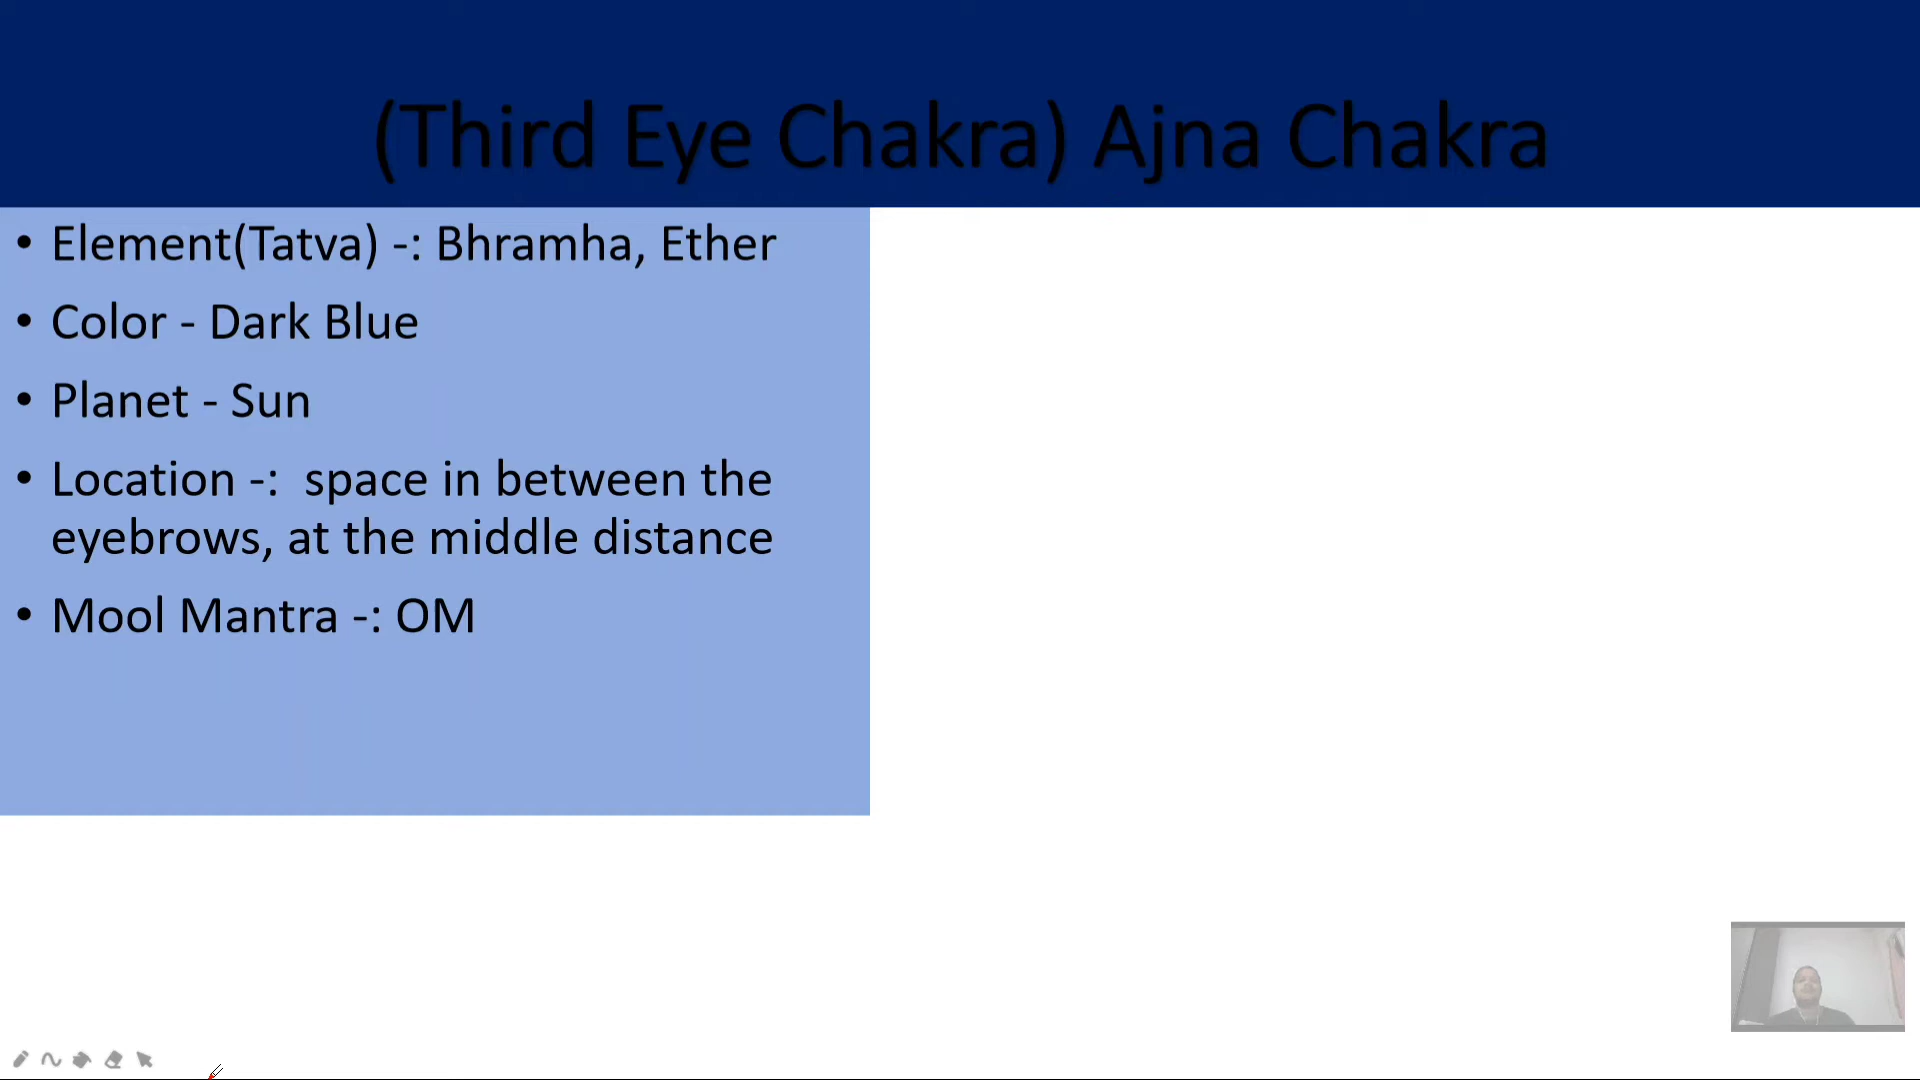 (Third Eye Chakra) Ajna Chakra
• Element(Tatva) -: Bhramha, Ether
• Color - Dark Blue
• Planet - Sun
• Location -:  space in between the
eyebrows, at the middle distance
• Mool Mantra -: OM